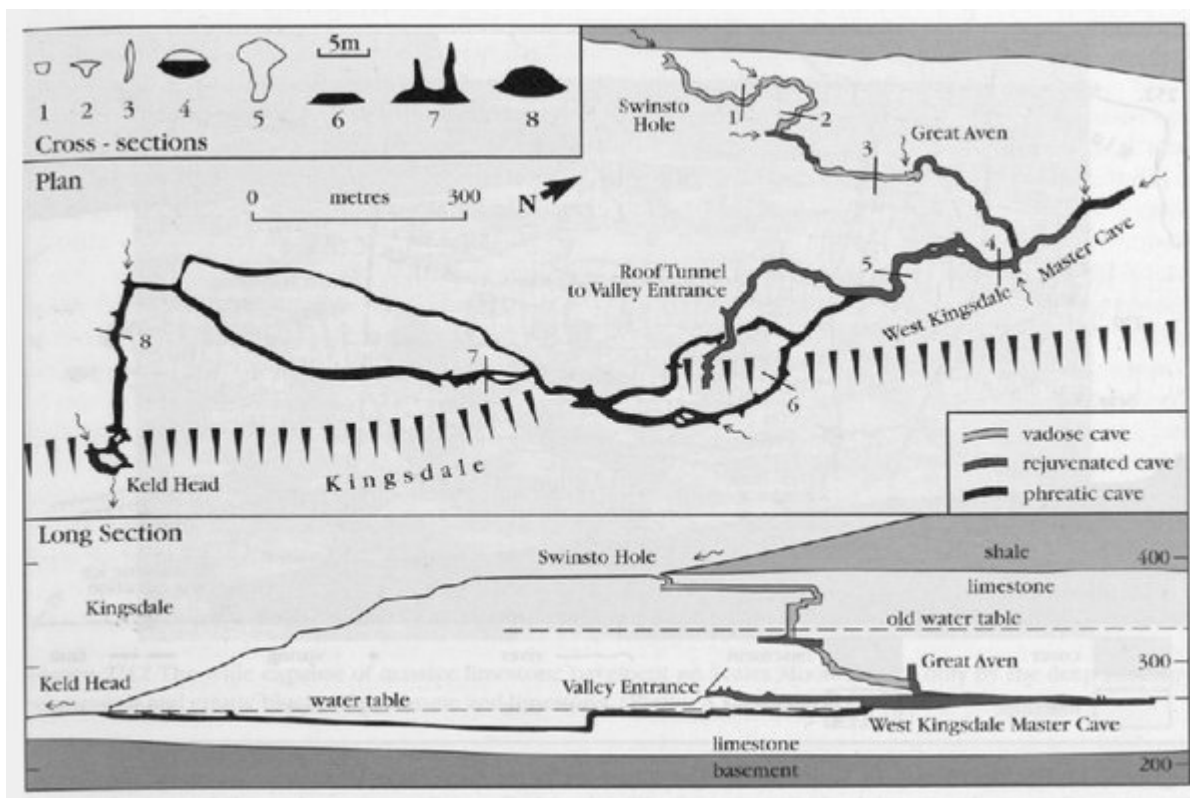 5m
1 2 3 4 5 6 7 8
Cross - sections
Plan
0 metres 300
N
Swinsto
Hole
1
2
3
Great Aven
4
Master Cave
5
West Kingsdale
Roof Tunnel
to Valley Entrance
8
7
6
Keld Head
Kingsdale
vadose cave
rejuvenated cave
phreatic cave
Long Section
Swinsto Hole
shale
400
limestone
Kingsdale
old water table
Great Aven
300
Keld Head
water table
Valley Entrance
West Kingsdale Master Cave
limestone
basement
200